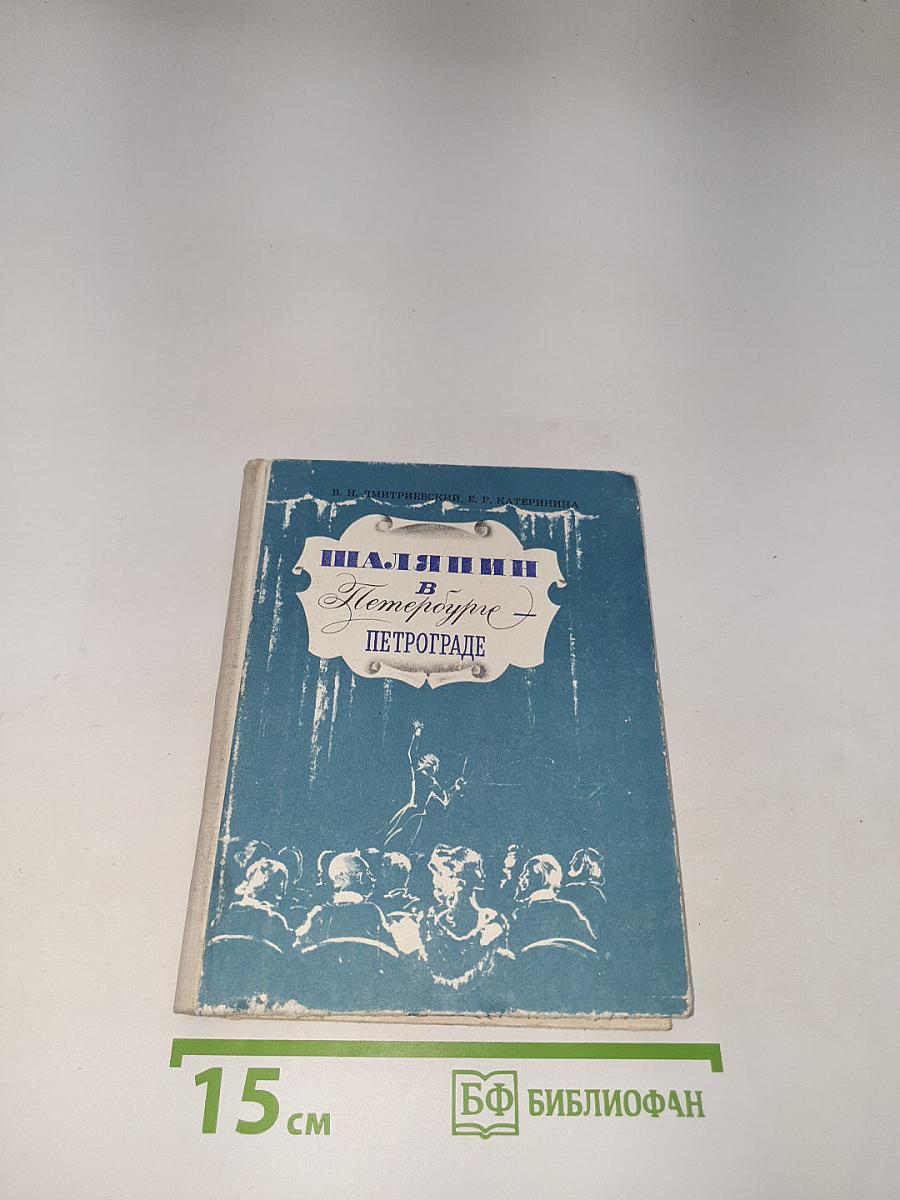 В. Н. ДМИТРИЕВСКИЙ, Е. Р. КАТЕРИНИНА
ШАЛЯПИН
В
Петербурге –
ПЕТРОГРАДЕ
15 см
БФ БИБЛИОФАН